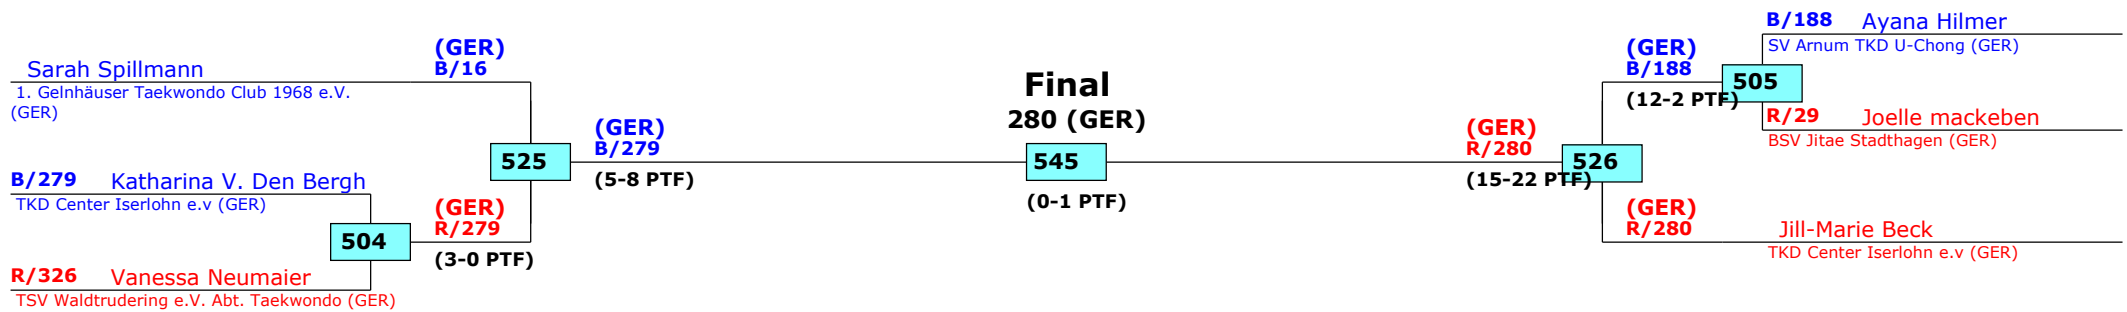 Sarah Spillmann
1. Gelnhäuser Taekwondo Club 1968 e.V.
(GER)
(GER)
B/16
B/279 Katharina V. Den Bergh
TKD Center Iserlohn e.v (GER)
504
R/326 Vanessa Neumaier
TSV Waldtrudering e.V. Abt. Taekwondo (GER)
(GER)
R/279
(3-0 PTF)
525
(GER)
B/279
(5-8 PTF)
Final
280 (GER)
545
(0-1 PTF)
(GER)
R/280
(15-22 PTF)
526
(GER)
B/188
(12-2 PTF)
505
B/188 Ayana Hilmer
SV Arnum TKD U-Chong (GER)
R/29 Joelle mackeben
BSV Jitae Stadthagen (GER)
(GER)
R/280
Jill-Marie Beck
TKD Center Iserlohn e.v (GER)